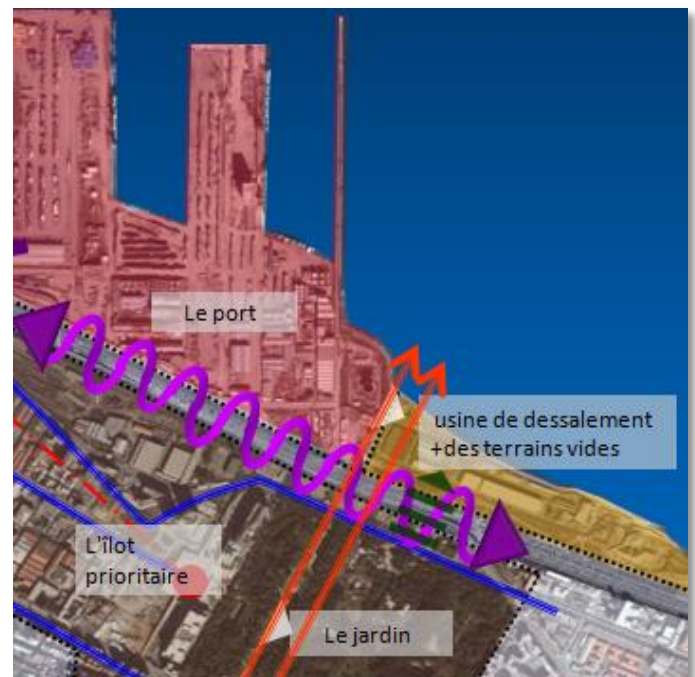 Le port
usine de dessalement
+des terrains vides
L'îlot
prioritaire
Le jardin